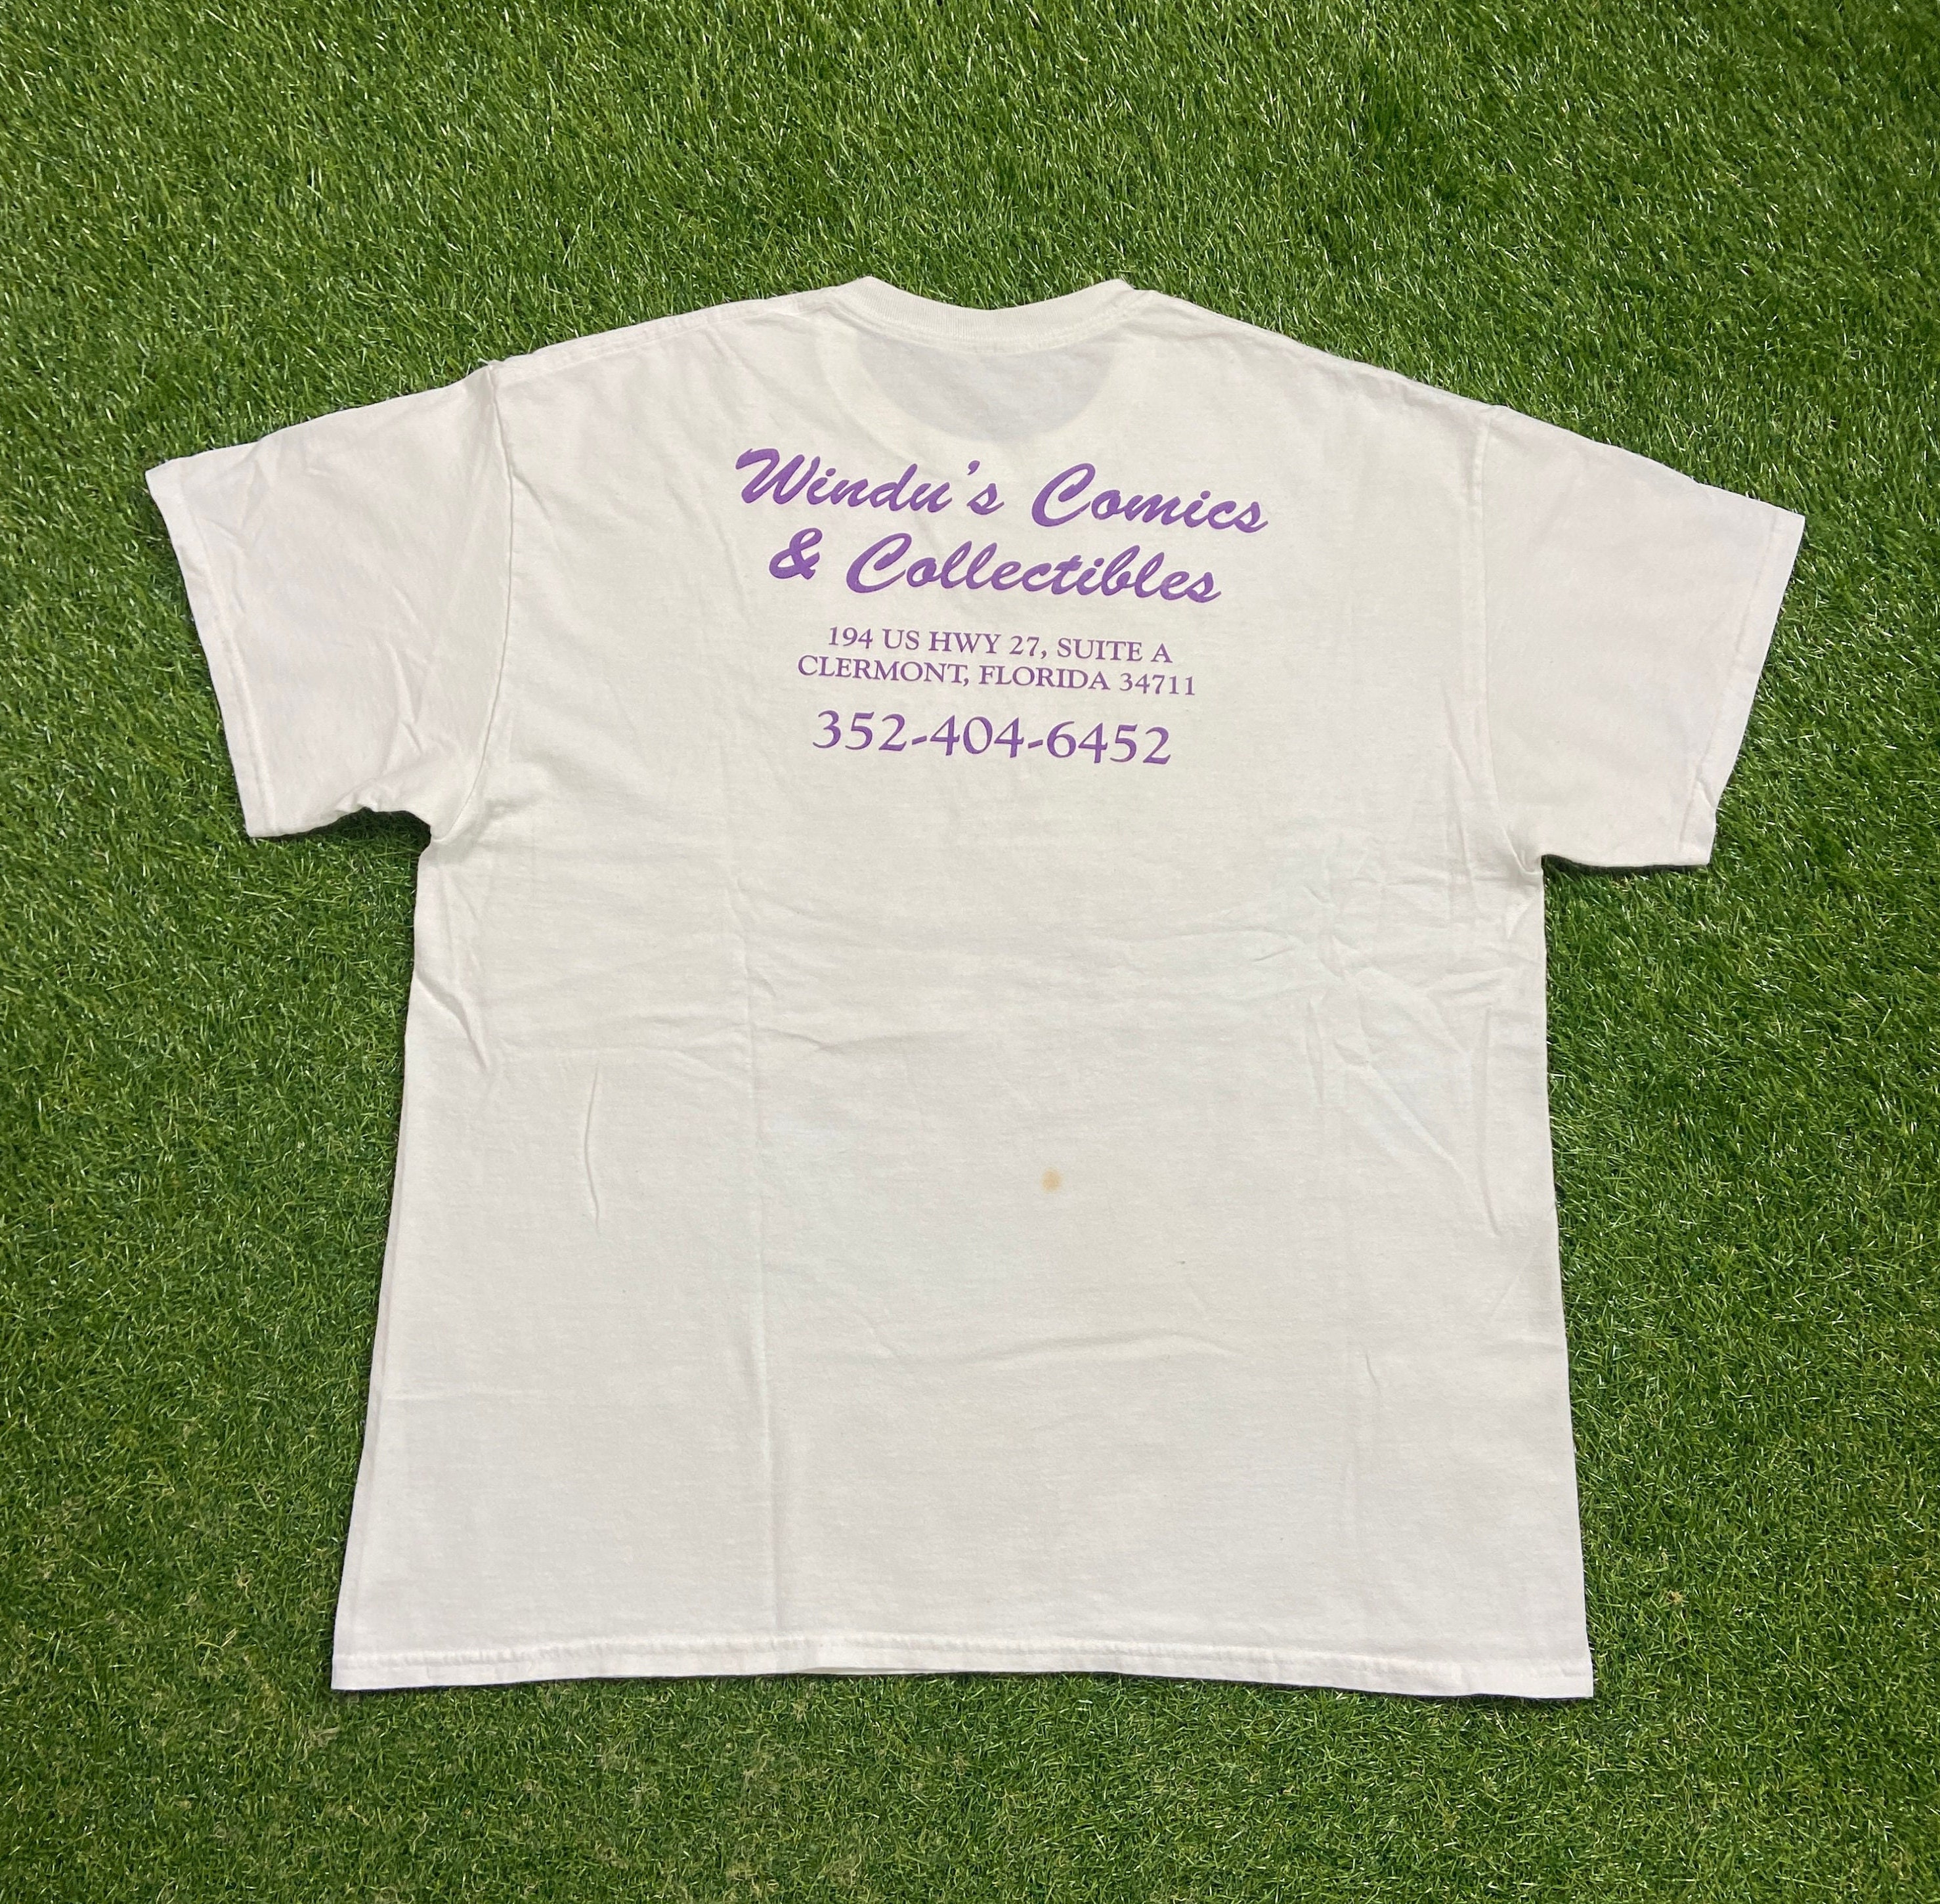 Windu's Comics
& Collectibles
194 US HWY 27, SUITE A
CLERMONT, FLORIDA 34711
352-404-6452